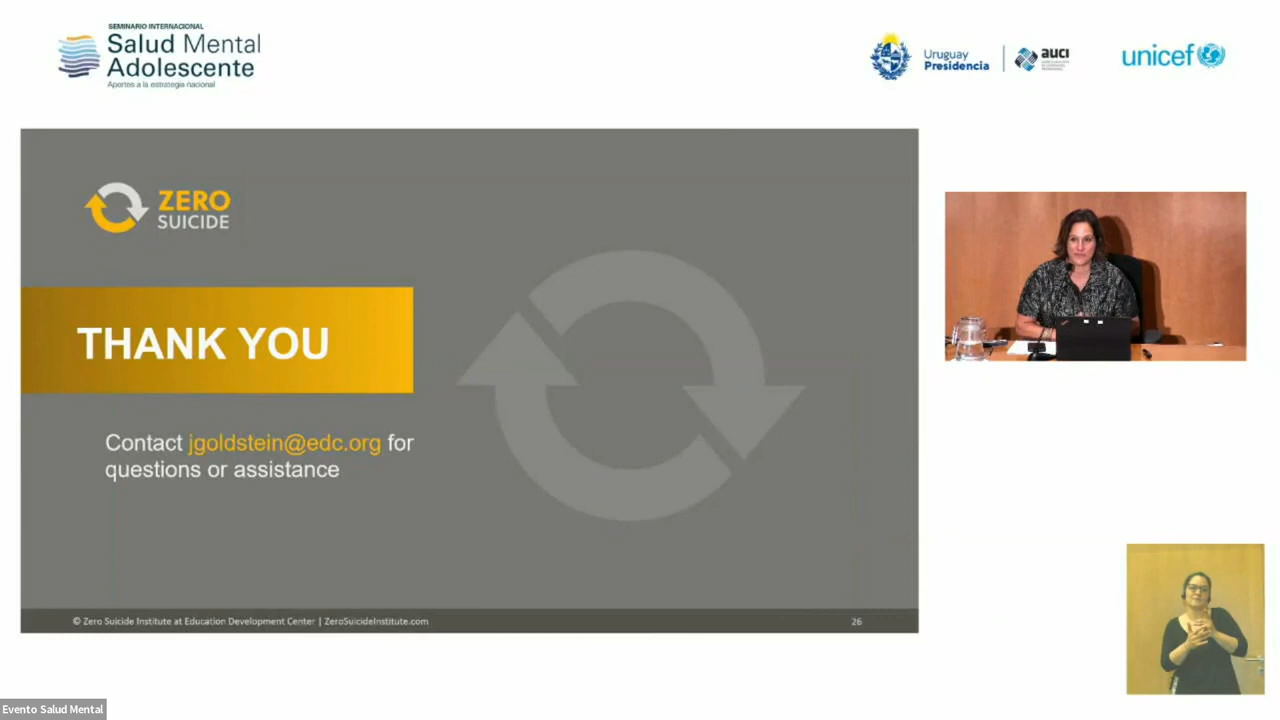 SEMINARIO INTERNACIONAL
Salud Mental
Adolescente
Aportes a la estrategia nacional
Uruguay
Presidencia
AUCI
unicef
ZERO
SUICIDE
THANK YOU
Contact jgoldstein@edc.org for
questions or assistance
© Zero Suicide Institute at Education Development Center | ZeroSuicideInstitute.com
26
Evento Salud Mental